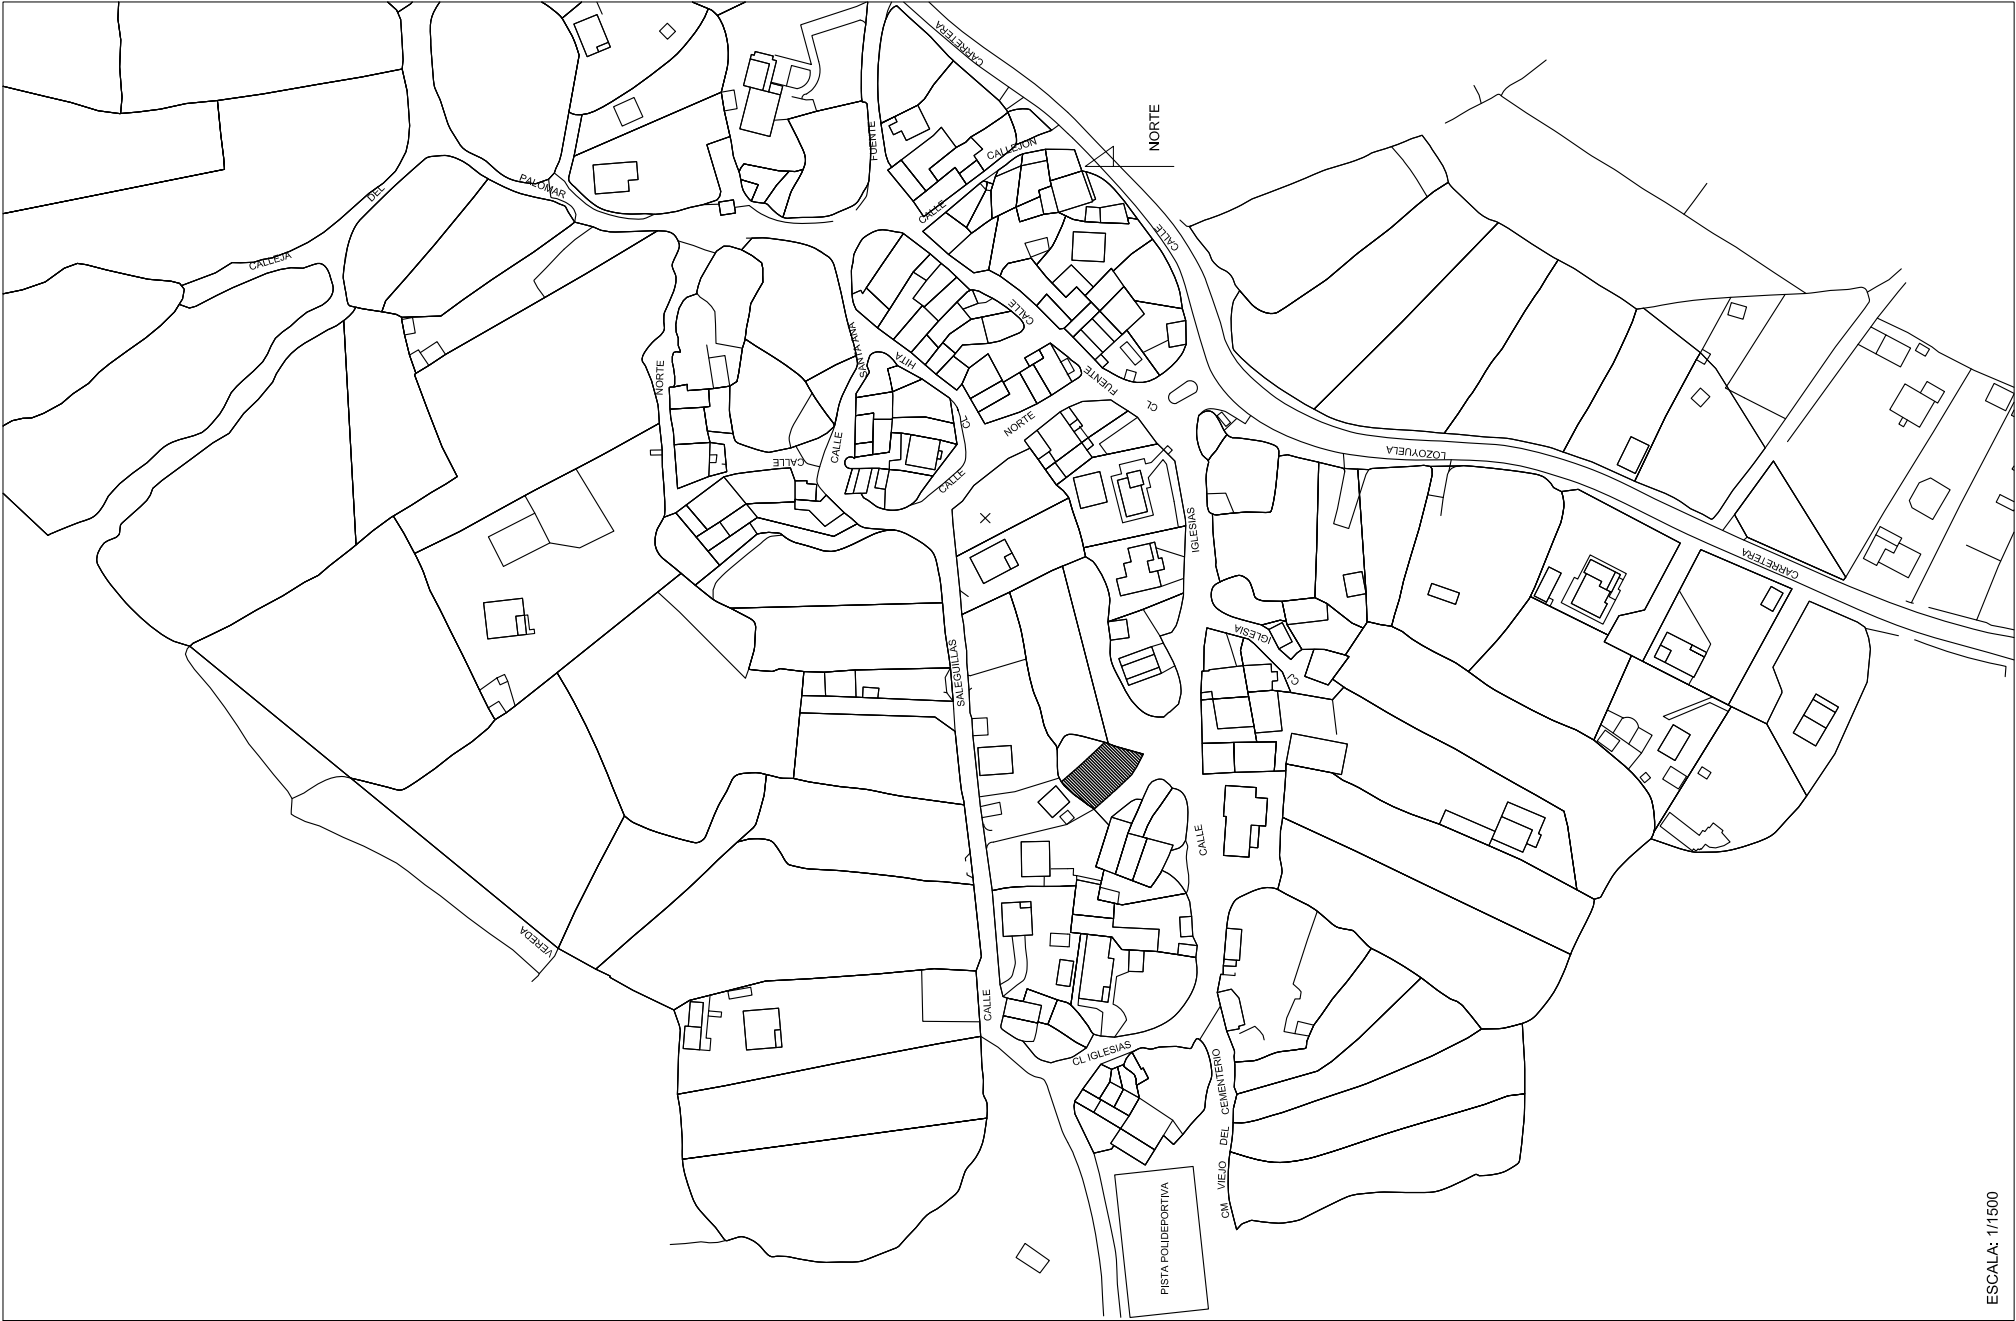 CARRETERA
NORTE
FUENTE
CALLEJON
CALLE
PALOMAR
DEL
CALLEJA
CALLE
CALLE
SANTA ANA
HITA
NORTE
FUENTE
CL
CL
NORTE
CALLE
CALLE
CALLE
LOZOYUELA
IGLESIAS
CARRETERA
IGLESIA
CJ
SALEGUILLAS
CALLE
VEREDA
CALLE
CL IGLESIAS
CM VIEJO DEL CEMENTERIO
PISTA POLIDEPORTIVA
ESCALA: 1/1500